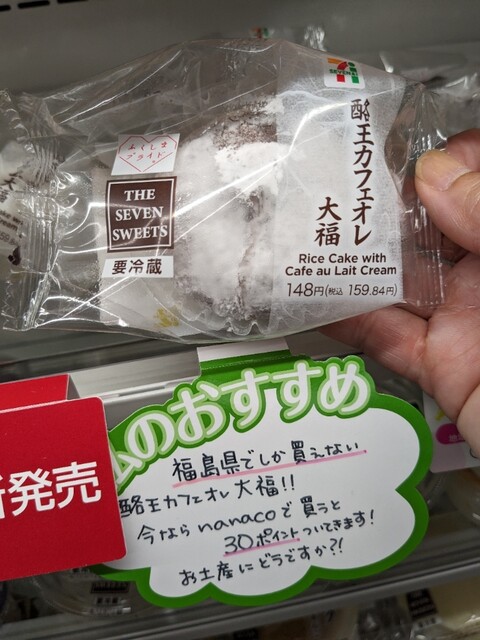 7
ELEVEn
酪王カフェオレ
大福
Rice Cake with
Cafe au Lait Cream
148円(税込 159.84円)
ふくしま
プライド
THE
SEVEN
SWEETS
要冷蔵
のおすすめ
新発売
福島県でしか買えない
酪王カフェオレ大福!!
今ならnanacoで買うと
30ポイントついてきます!
お土産にどうですか?!